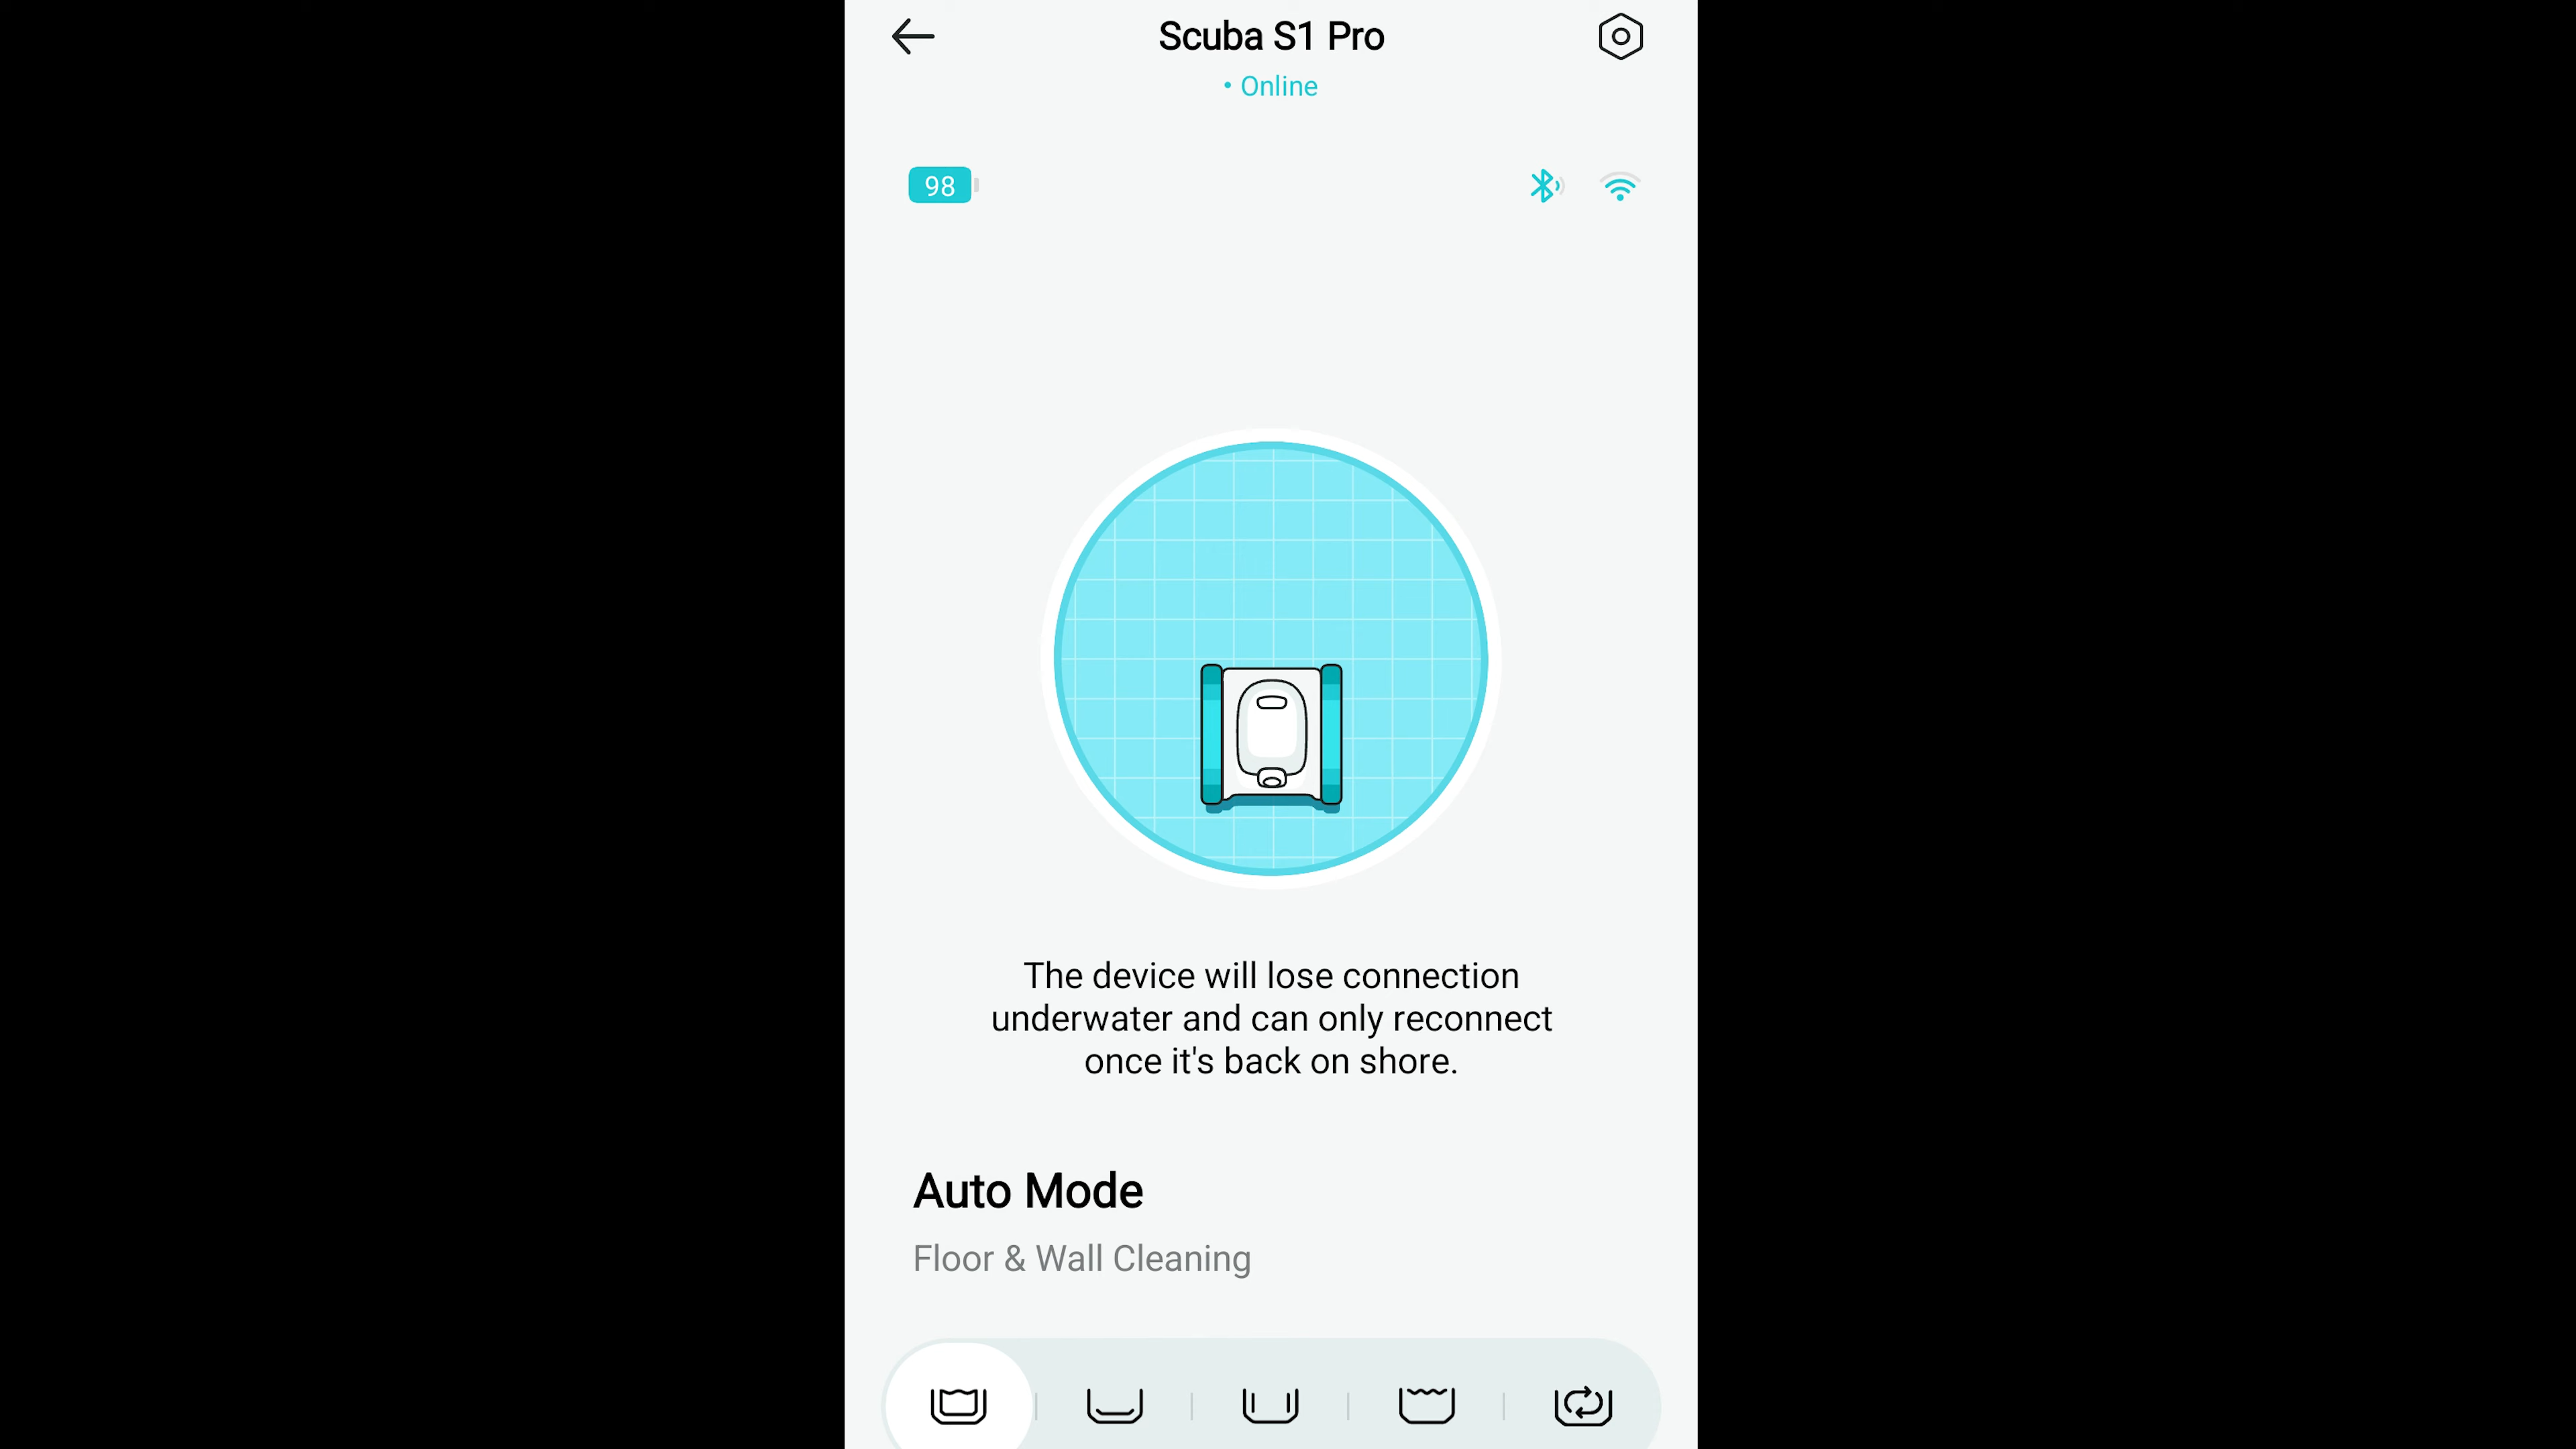 Scuba S1 Pro
• Online
98
The device will lose connection
underwater and can only reconnect
once it's back on shore.
Auto Mode
Floor & Wall Cleaning